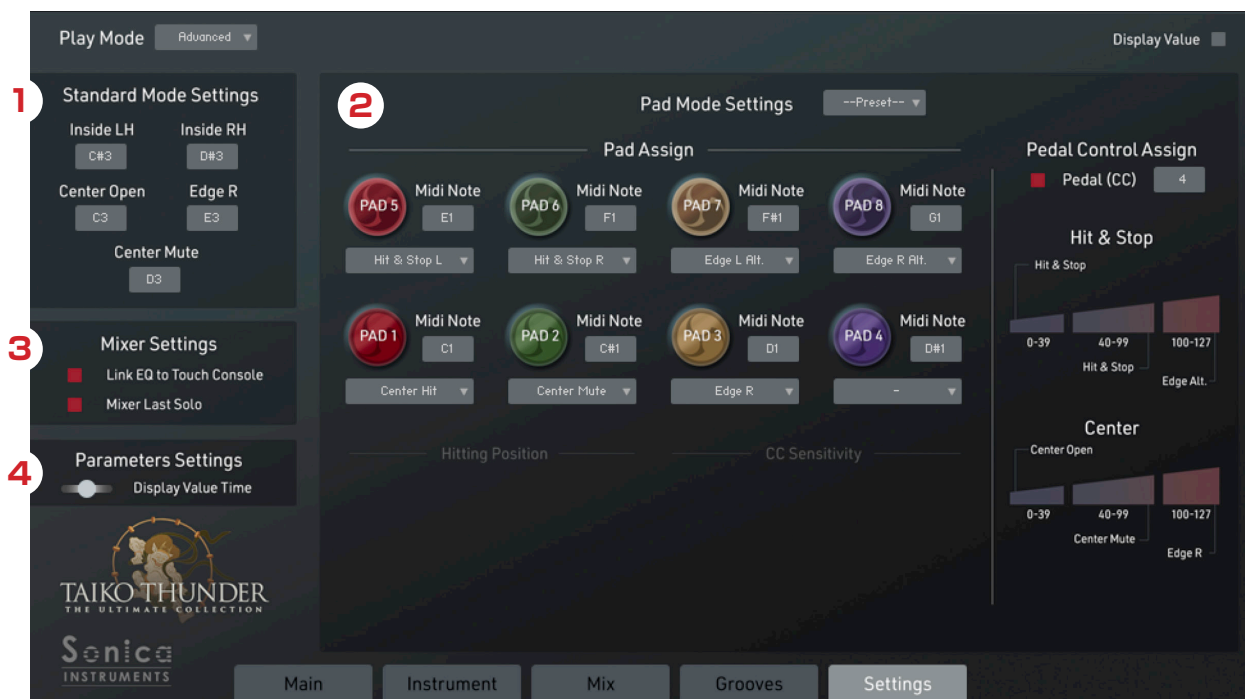 Play Mode Advanced
Display Value
1
Standard Mode Settings
Inside LH Inside RH
C#3 D#3
Center Open Edge R
C3 E3
Center Mute
D3
3
Mixer Settings
Link EQ to Touch Console
Mixer Last Solo
4
Parameters Settings
Display Value Time
TAIKO THUNDER
THE ULTIMATE COLLECTION
Sonica
INSTRUMENTS
2
Pad Mode Settings --Preset--
Pad Assign
PAD 5 Midi Note E1
Hit & Stop L
PAD 6 Midi Note F1
Hit & Stop R
PAD 7 Midi Note F#1
Edge L Alt.
PAD 8 Midi Note G1
Edge R Alt.
PAD 1 Midi Note C1
Center Hit
PAD 2 Midi Note C#1
Center Mute
PAD 3 Midi Note D1
Edge R
PAD 4 Midi Note D#1
-
Hitting Position CC Sensitivity
Pedal Control Assign
Pedal (CC) 4
Hit & Stop
Hit & Stop
0-39 40-99 100-127
Hit & Stop
Edge Alt.
Center
Center Open
0-39 40-99 100-127
Center Mute
Edge R
Main Instrument Mix Grooves Settings